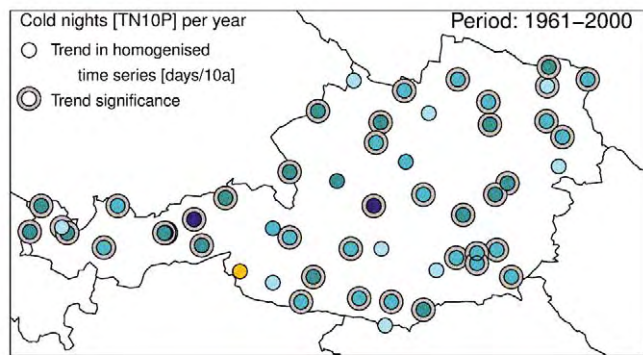 Cold nights [TN10P] per year
Period: 1961−2000
Trend in homogenised
time series [days/10a]
Trend significance